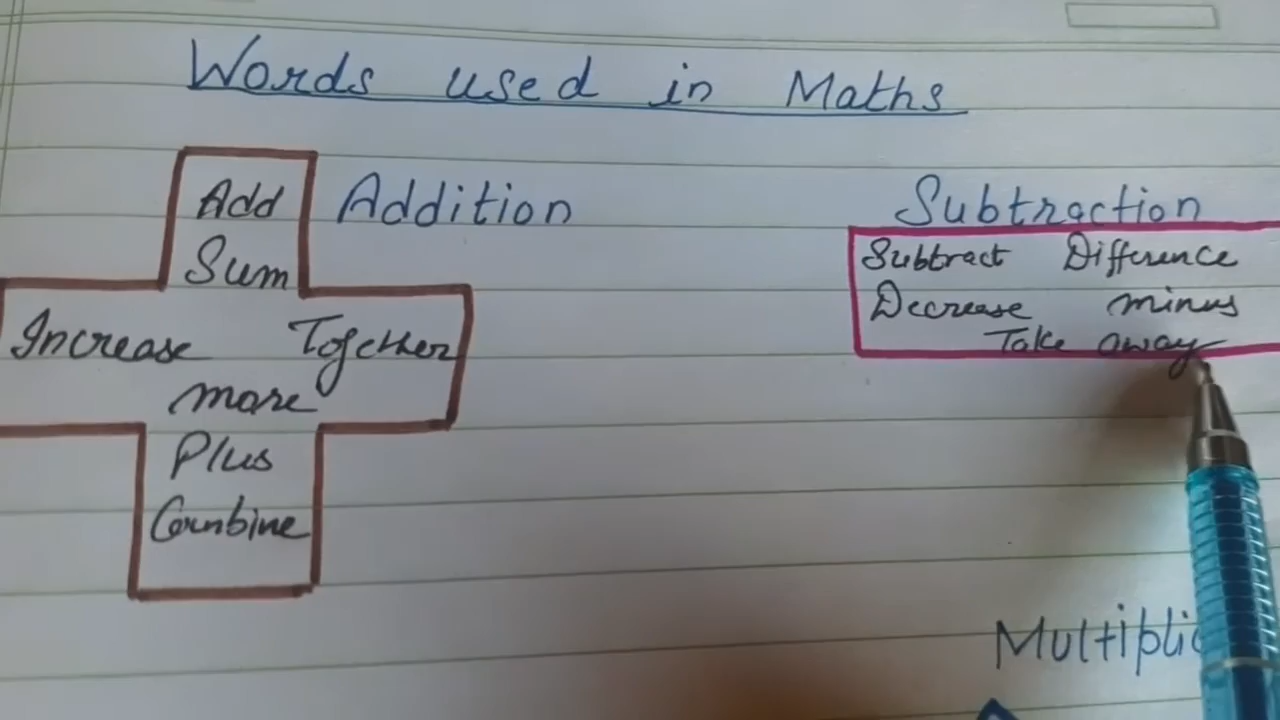 Words used in Maths
Add
Sum
Increase Together
more
Plus
Combine
Addition
Subtraction
Subtract Difference
Decrease minus
Take away
Multiplic